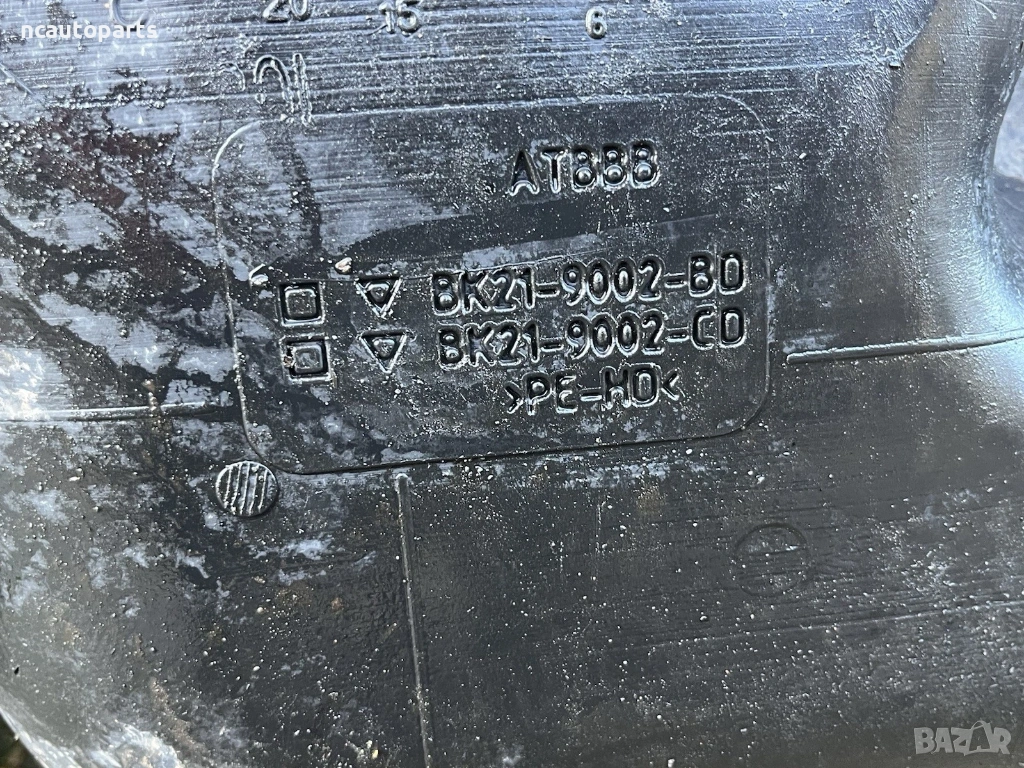 ncautoparts
20 15 6
AT888
BK21-9002-BD
BK21-9002-CD
>PE-HD<
BAZAR